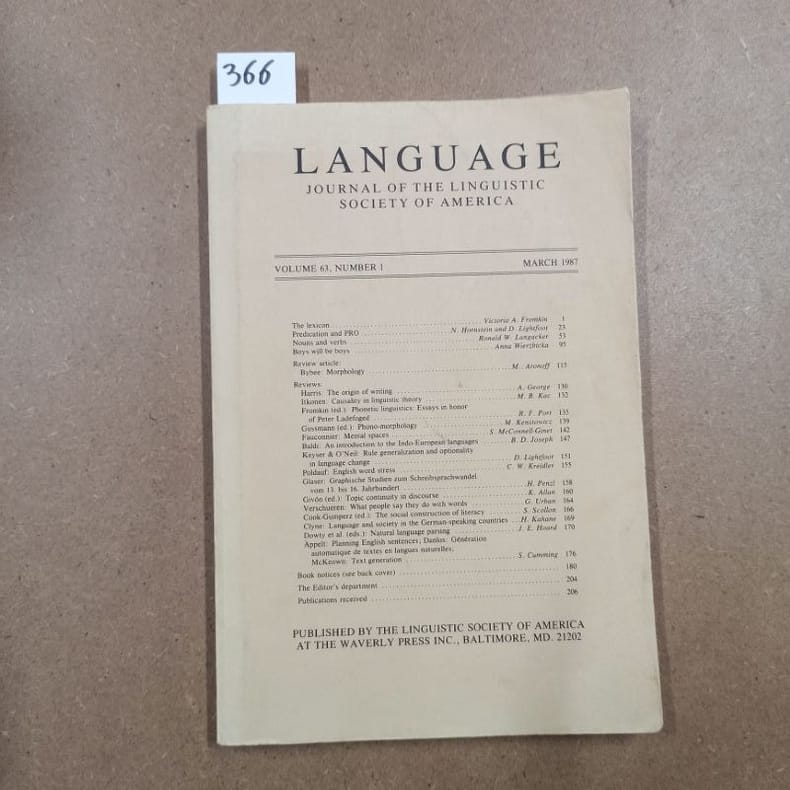 366
LANGUAGE
JOURNAL OF THE LINGUISTIC
SOCIETY OF AMERICA
VOLUME 63, NUMBER 1 MARCH 1987
The lexicon Victoria A. Fromkin 1
Predication and PRO N. Hornstein and D. Lightfoot 23
Nouns and verbs Ronald W. Langacker 53
Boys will be boys Anna Wierzbicka 95
Review article:
Bybee: Morphology M. Aronoff 115
Reviews:
Harris: The origin of writing A. George 130
Itkonen: Causality in linguistic theory M. B. Kac 132
Fromkin (ed.): Phonetic linguistics: Essays in honor
of Peter Ladefoged R. F. Port 135
Gussmann (ed.): Phono-morphology M. Kenstowicz 139
Fauconnier: Mental spaces S. McConnell-Ginet 142
Baldi: An introduction to the Indo-European languages B. D. Joseph 147
Keyser & O'Neil: Rule generalization and optionality
in language change D. Lightfoot 151
Poldauf: English word stress C. W. Kreidler 155
Glaser: Graphische Studien zum Schreibsprachwandel
vom 13. bis 16. Jahrhundert H. Penzl 158
Givón (ed.): Topic continuity in discourse K. Allan 160
Verschueren: What people say they do with words G. Urban 164
Cook-Gumperz (ed.): The social construction of literacy S. Scollon 166
Clyne: Language and society in the German-speaking countries H. Kahane 169
Dowty et al. (eds.): Natural language parsing J. E. Hoard 170
Appelt: Planning English sentences; Danlos: Génération
automatique de textes en langues naturelles;
McKeown: Text generation S. Cumming 176
Book notices (see back cover) 180
The Editor's department 204
Publications received 206
PUBLISHED BY THE LINGUISTIC SOCIETY OF AMERICA
AT THE WAVERLY PRESS INC., BALTIMORE, MD. 21202